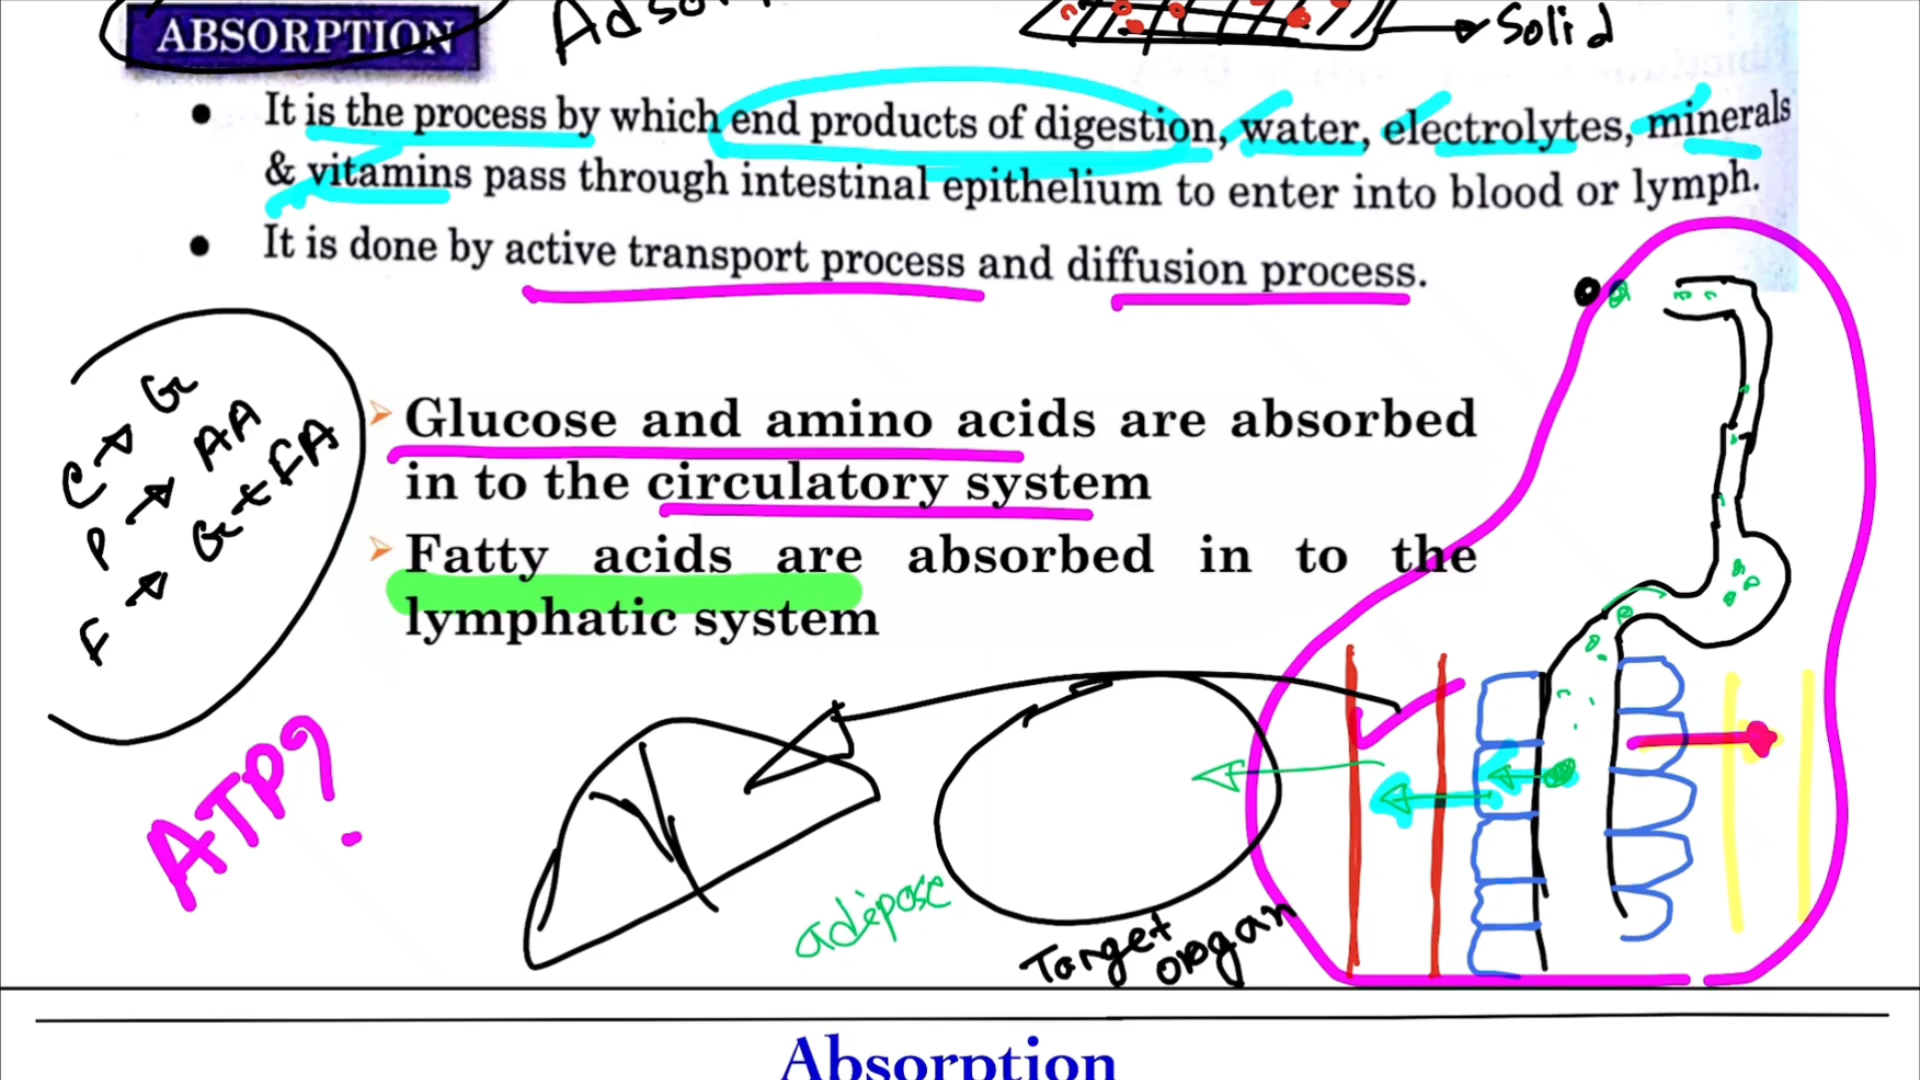 ABSORPTION
Solid
• It is the process by which end products of digestion, water, electrolytes, minerals
& vitamins pass through intestinal epithelium to enter into blood or lymph.
• It is done by active transport process and diffusion process.
C → G
P → AA
F → G + FA
Glucose and amino acids are absorbed
in to the circulatory system
Fatty acids are absorbed in to the
lymphatic system
ATP?
adipose
Target
organ
Absorption